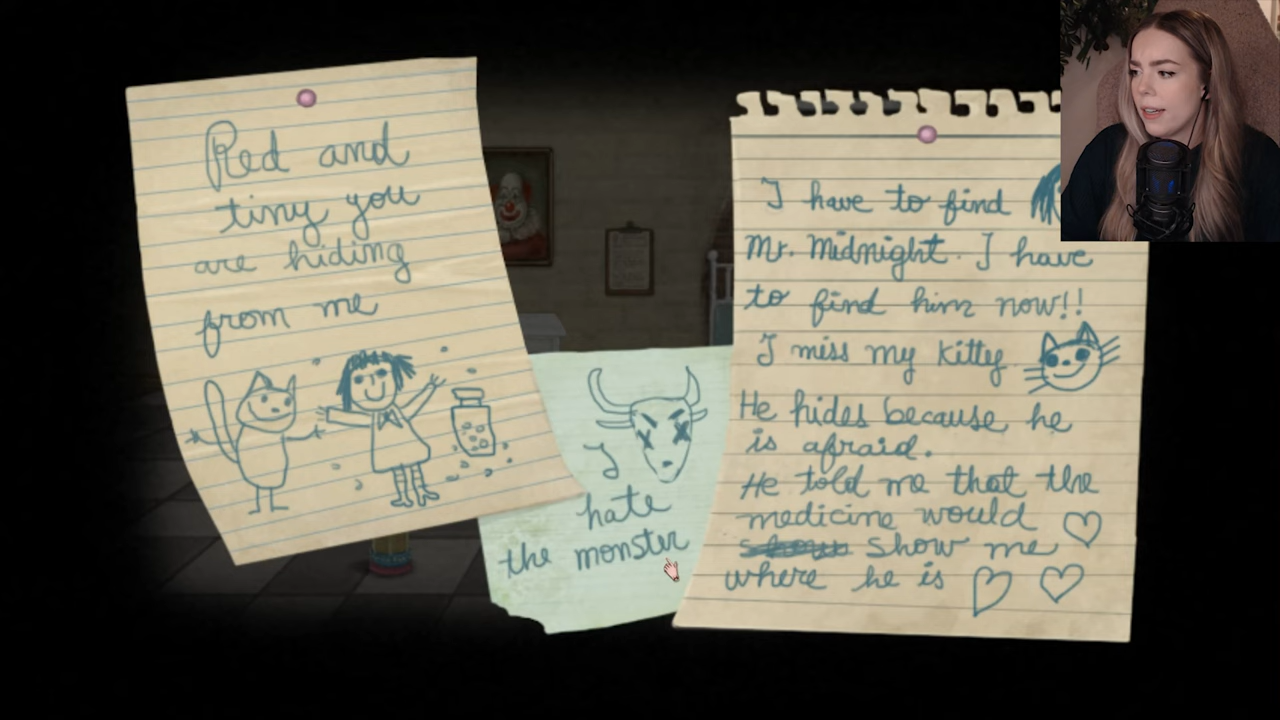 Red and
tiny you
are hiding
from me
I
hate
the monster
I have to find
Mr. Midnight. I have
to find him now!!
I miss my kitty
He hides because he
is afraid.
He told me that the
medicine would
show me
where he is